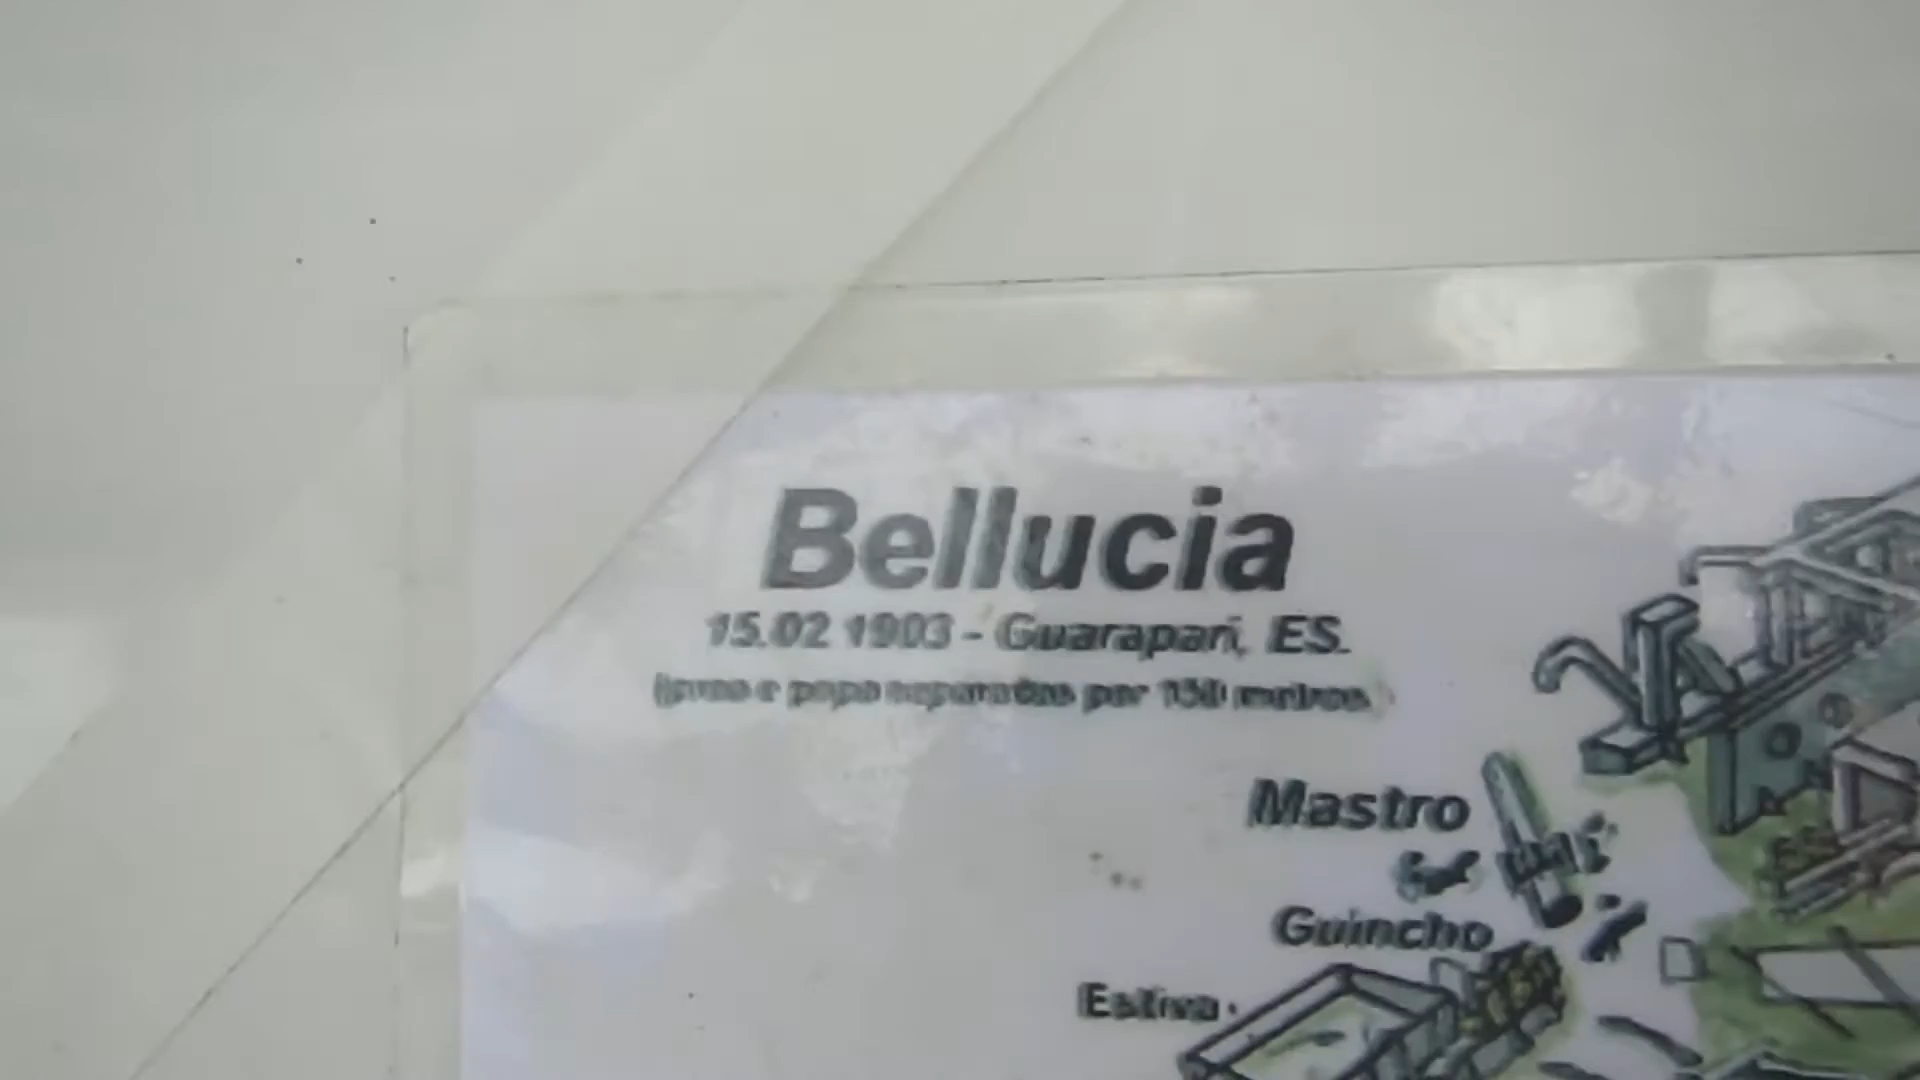 Bellucia
15.02 1903 - Guarapari, ES.
(proa e popa separadas por 150 metros)
Mastro
Guincho
Estiva